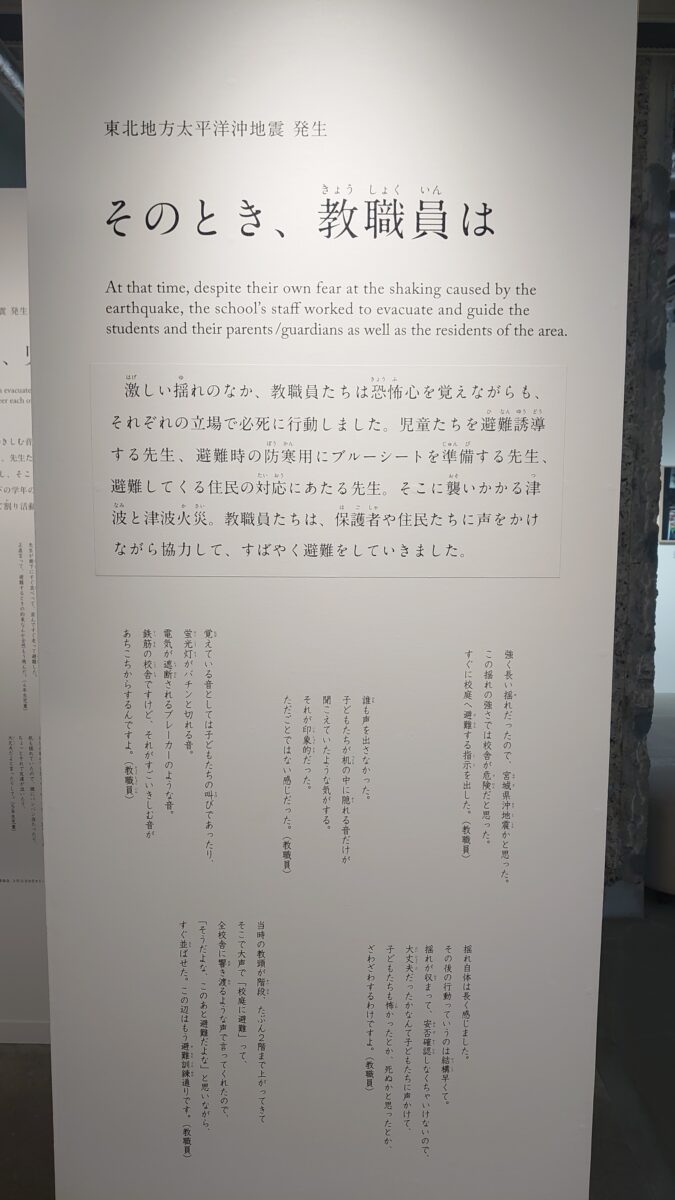 東北地方太平洋沖地震 発生
そのとき、教職員は
At that time, despite their own fear at the shaking caused by the
earthquake, the school's staff worked to evacuate and guide the
students and their parents/guardians as well as the residents of the area.
激しい揺れのなか、教職員たちは恐怖心を覚えながらも、
それぞれの立場で必死に行動しました。児童たちを避難誘導
する先生、避難時の防寒用にブルーシートを準備する先生、
避難してくる住民の対応にあたる先生。そこに襲いかかる津
波と津波火災。教職員たちは、保護者や住民たちに声をかけ
ながら協力して、すばやく避難をしていきました。
強く長い揺れだったので、宮城県沖地震かと思った。
この揺れの強さでは校舎が危険だと思った。
すぐに校庭へ避難する指示を出した。（教職員）
誰も声を出さなかった。
子どもたちが机の中に隠れる音だけが
聞こえていたような気がする。
それが印象的だった。
ただごとではない感じだった。（教職員）
覚えている音としては子どもたちの叫びであったり、
蛍光灯がバチンと切れる音。
電気が遮断されるブレーカーのような音。
鉄筋の校舎ですけど、それがすごいきしむ音が
あちこちからするんですよ。（教職員）
揺れ自体は長く感じました。
その後の行動っていうのは結構早くて。
揺れが収まって、安否確認しなくちゃいけないので、
大丈夫だったかなんて子どもたちに声かけて、
子どもたちも怖かったとか、死ぬかと思ったとか、
ざわざわするわけですよ。（教職員）
当時の教頭が階段、たぶん2階まで上がってきて
そこで大声で「校庭に避難」って、
全校舎に響き渡るような声で言ってくれたので、
「そうだよな、このあと避難だよな」と思いながら、
すぐ並ばせた。この辺はもう避難訓練通りです。（教職員）